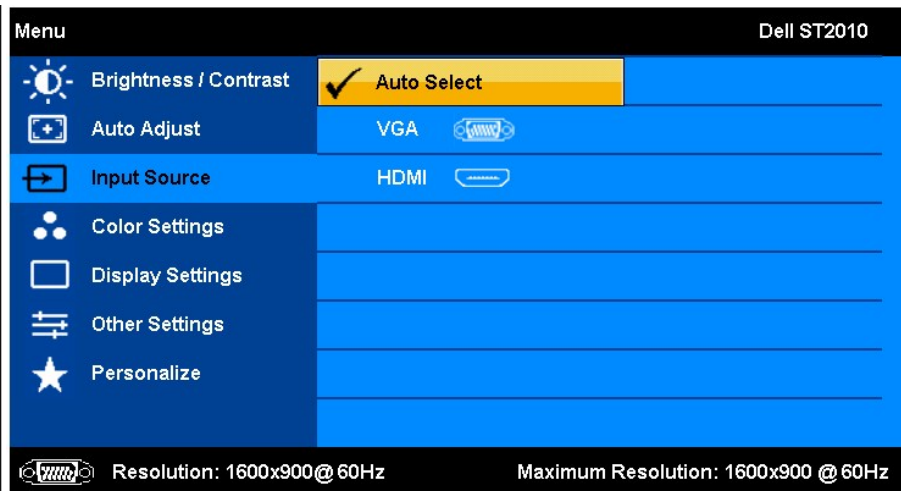 Menu Dell ST2010
Brightness / Contrast Auto Select
Auto Adjust VGA
Input Source HDMI
Color Settings
Display Settings
Other Settings
Personalize
Resolution: 1600x900@60Hz Maximum Resolution: 1600x900 @60Hz